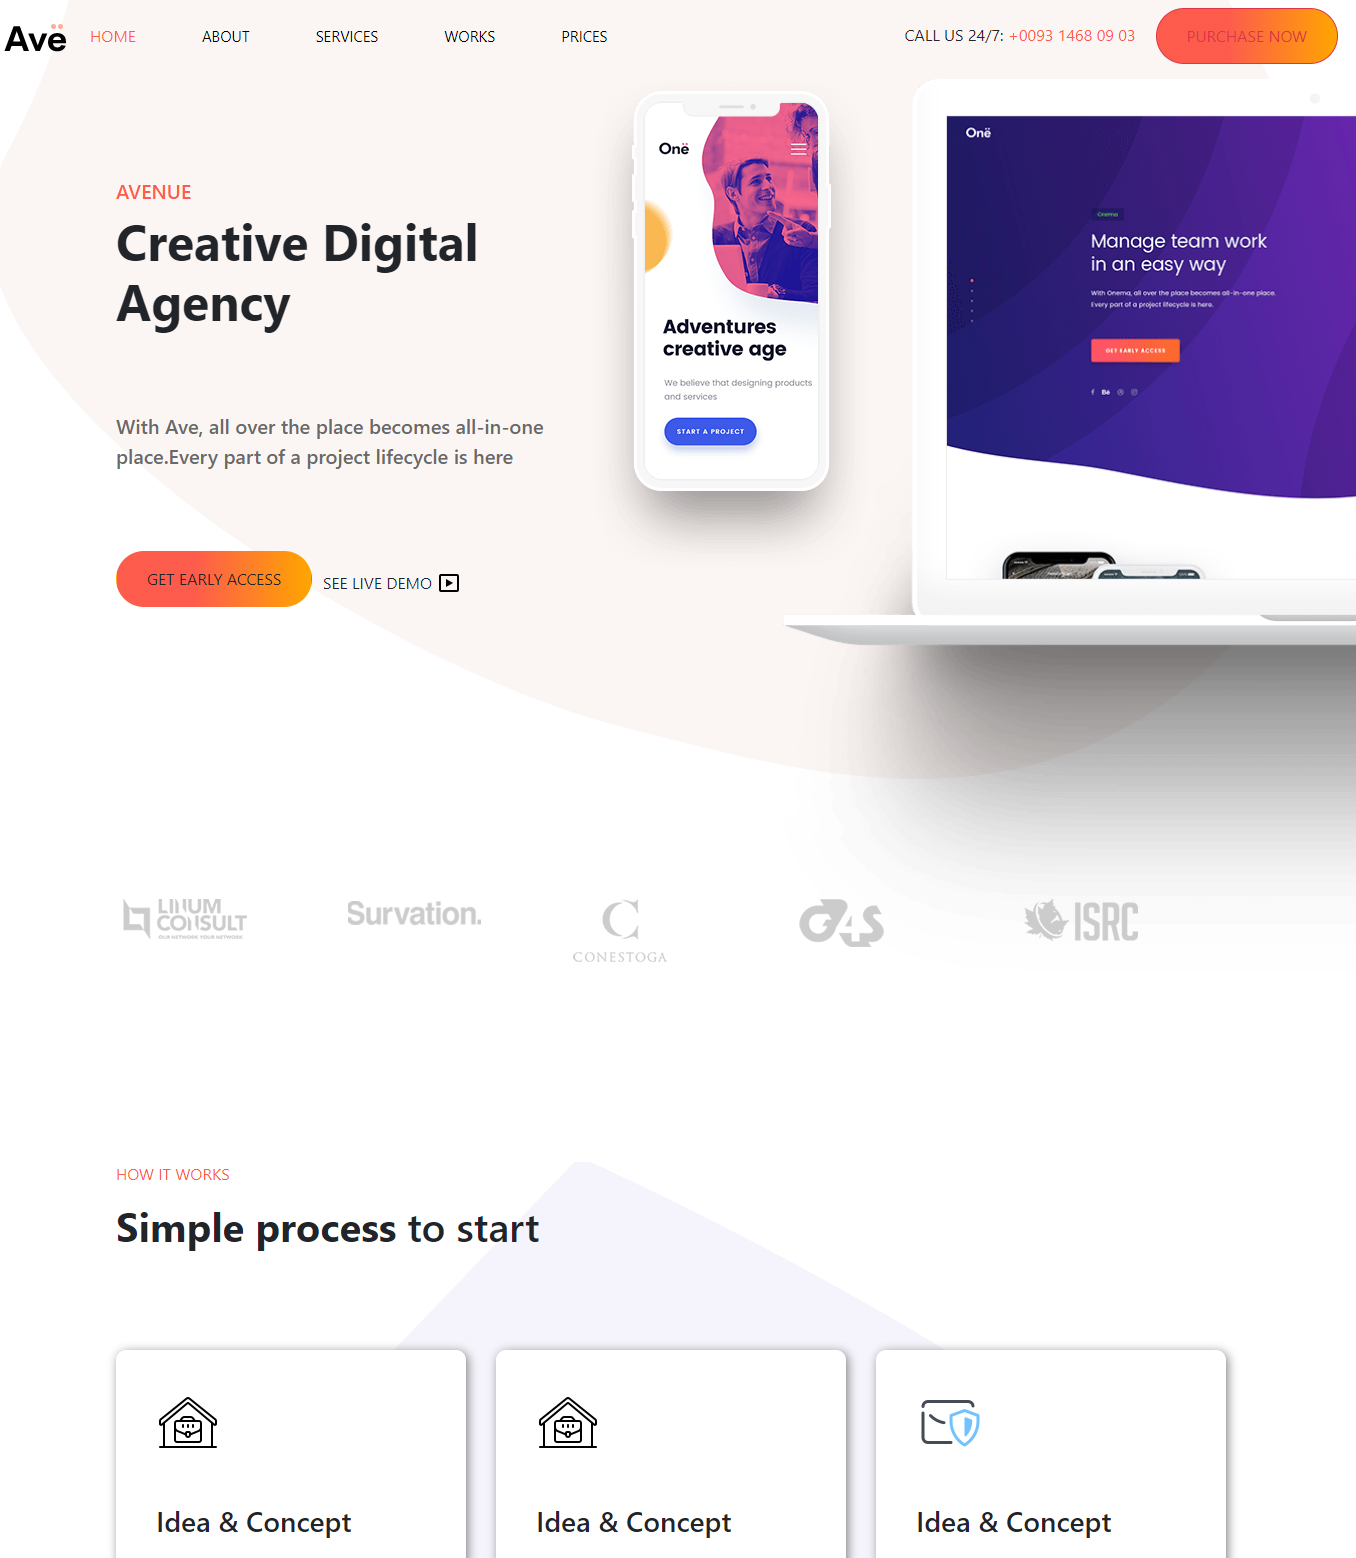 Avë
HOME
ABOUT
SERVICES
WORKS
PRICES
CALL US 24/7: +0093 1468 09 03
PURCHASE NOW
AVENUE
Creative Digital
Agency
With Ave, all over the place becomes all-in-one
place.Every part of a project lifecycle is here
GET EARLY ACCESS
SEE LIVE DEMO
Onë
Adventures
creative age
We believe that designing products
and services
START A PROJECT
Onë
Onema
Manage team work
in an easy way
With Onema, all over the place becomes all-in-one place.
Every part of a project lifecycle is here.
GET EARLY ACCESS
Bē
LINUM
CONSULT
OUR NETWORK YOUR NETWORK
Survation.
CONESTOGA
G4S
ISRC
HOW IT WORKS
Simple process to start
Idea & Concept
Idea & Concept
Idea & Concept